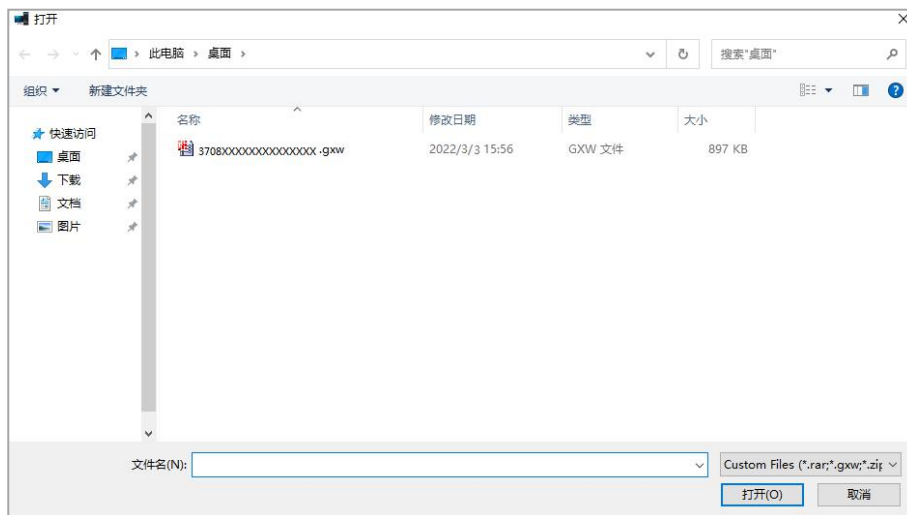 打开
此电脑 › 桌面 ›
搜索"桌面"
组织
新建文件夹
快速访问
桌面
下载
文档
图片
名称 修改日期 类型 大小
3708XXXXXXXXXXXXXX .gxw 2022/3/3 15:56 GXW 文件 897 KB
文件名(N):
Custom Files (*.rar;*.gxw;*.zip
打开(O)
取消